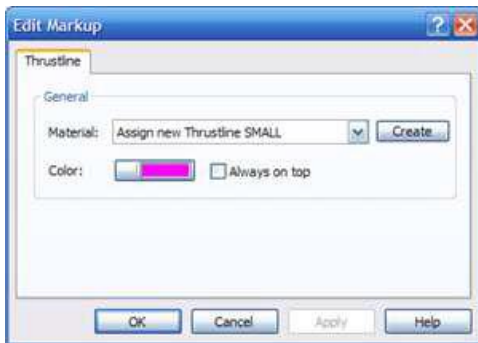 Edit Markup
Thrustline
General
Material: Assign new Thrustline SMALL Create
Color: Always on top
OK Cancel Apply Help